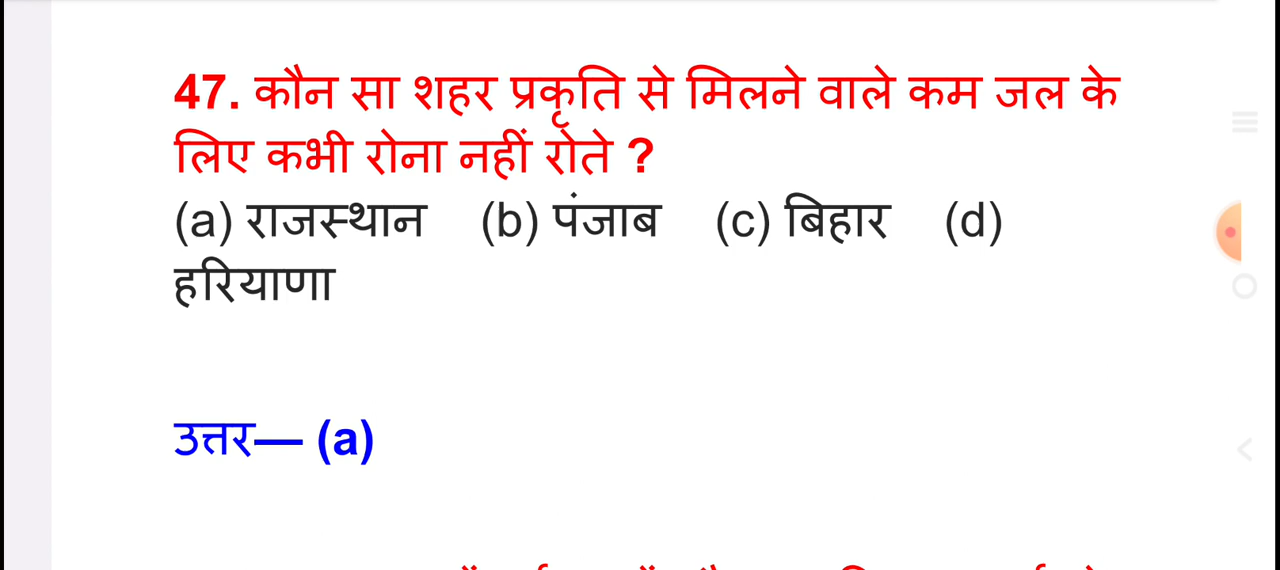 47. कौन सा शहर प्रकृति से मिलने वाले कम जल के
लिए कभी रोना नहीं रोते ?
(a) राजस्थान (b) पंजाब (c) बिहार (d)
हरियाणा
उत्तर— (a)